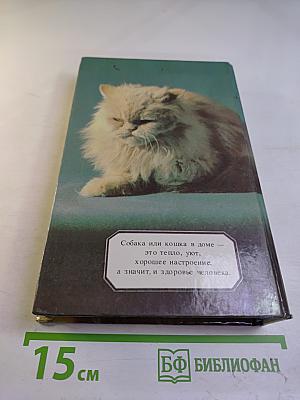 Собака или кошка в доме —
это тепло, уют,
хорошее настроение,
а значит, и здоровье человека.
15 см
БФ БИБЛИОФАН